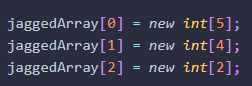 jaggedArray[0] = new int[5];
jaggedArray[1] = new int[4];
jaggedArray[2] = new int[2];